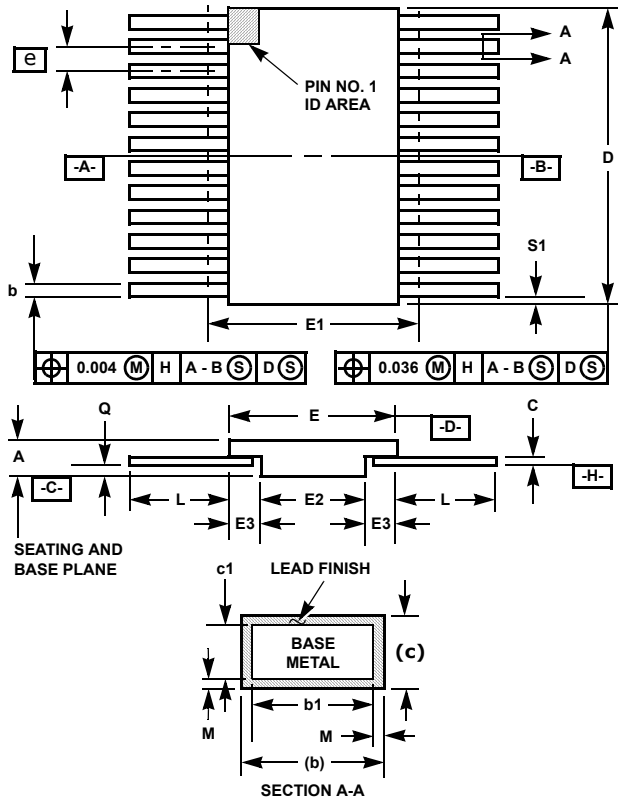 e
A
A
PIN NO. 1
ID AREA
-A-
-B-
D
S1
b
E1
0.004 M H A - B S D S
0.036 M H A - B S D S
Q
E
-D-
C
A
-C-
-H-
L
E2
L
E3
E3
SEATING AND
BASE PLANE
c1
LEAD FINISH
BASE
METAL
(c)
b1
M
M
(b)
SECTION A-A